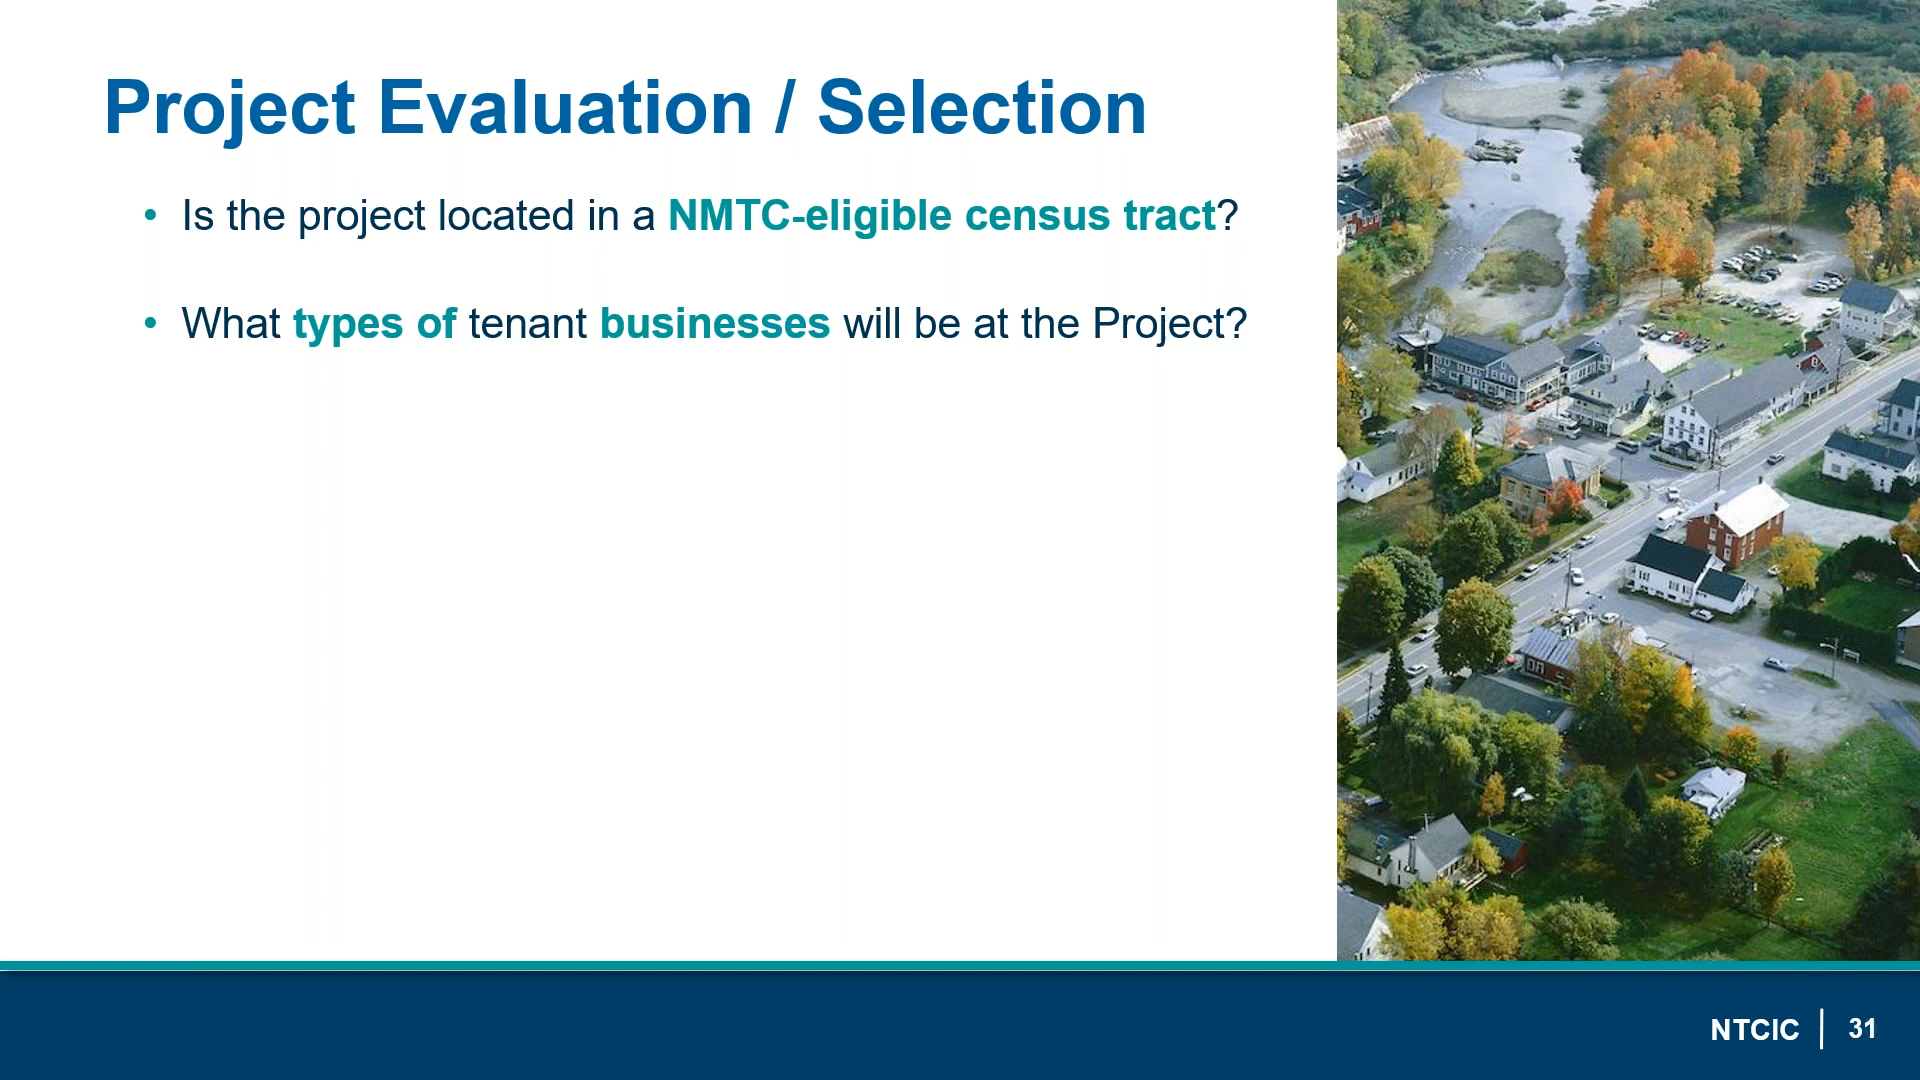 Project Evaluation / Selection
• Is the project located in a NMTC-eligible census tract?
• What types of tenant businesses will be at the Project?
NTCIC | 31